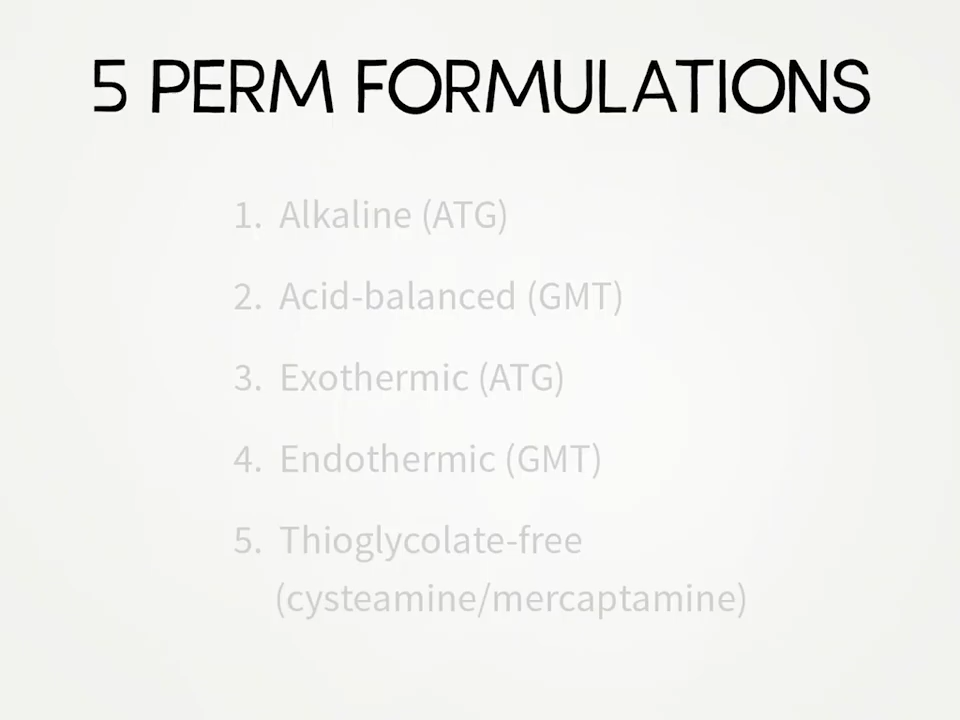 5 PERM FORMULATIONS
1. Alkaline (ATG)
2. Acid-balanced (GMT)
3. Exothermic (ATG)
4. Endothermic (GMT)
5. Thioglycolate-free
(cysteamine/mercaptamine)